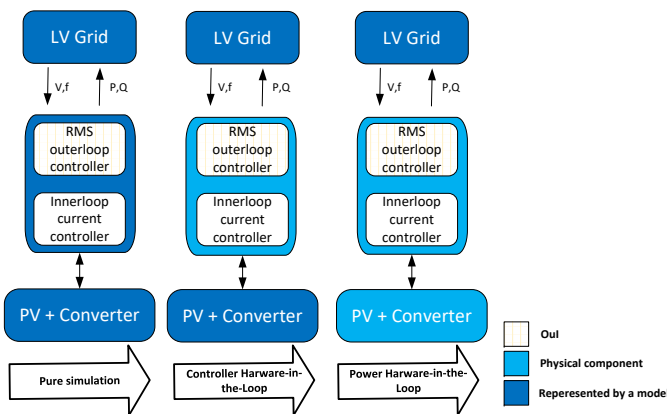 LV Grid
LV Grid
LV Grid
V,f
P,Q
V,f
P,Q
V,f
P,Q
RMS
outerloop
controller
RMS
outerloop
controller
RMS
outerloop
controller
Innerloop
current
controller
Innerloop
current
controller
Innerloop
current
controller
PV + Converter
PV + Converter
PV + Converter
OuI
Physical component
Reperesented by a model
Pure simulation
Controller Harware-in-
the-Loop
Power Harware-in-the-
Loop